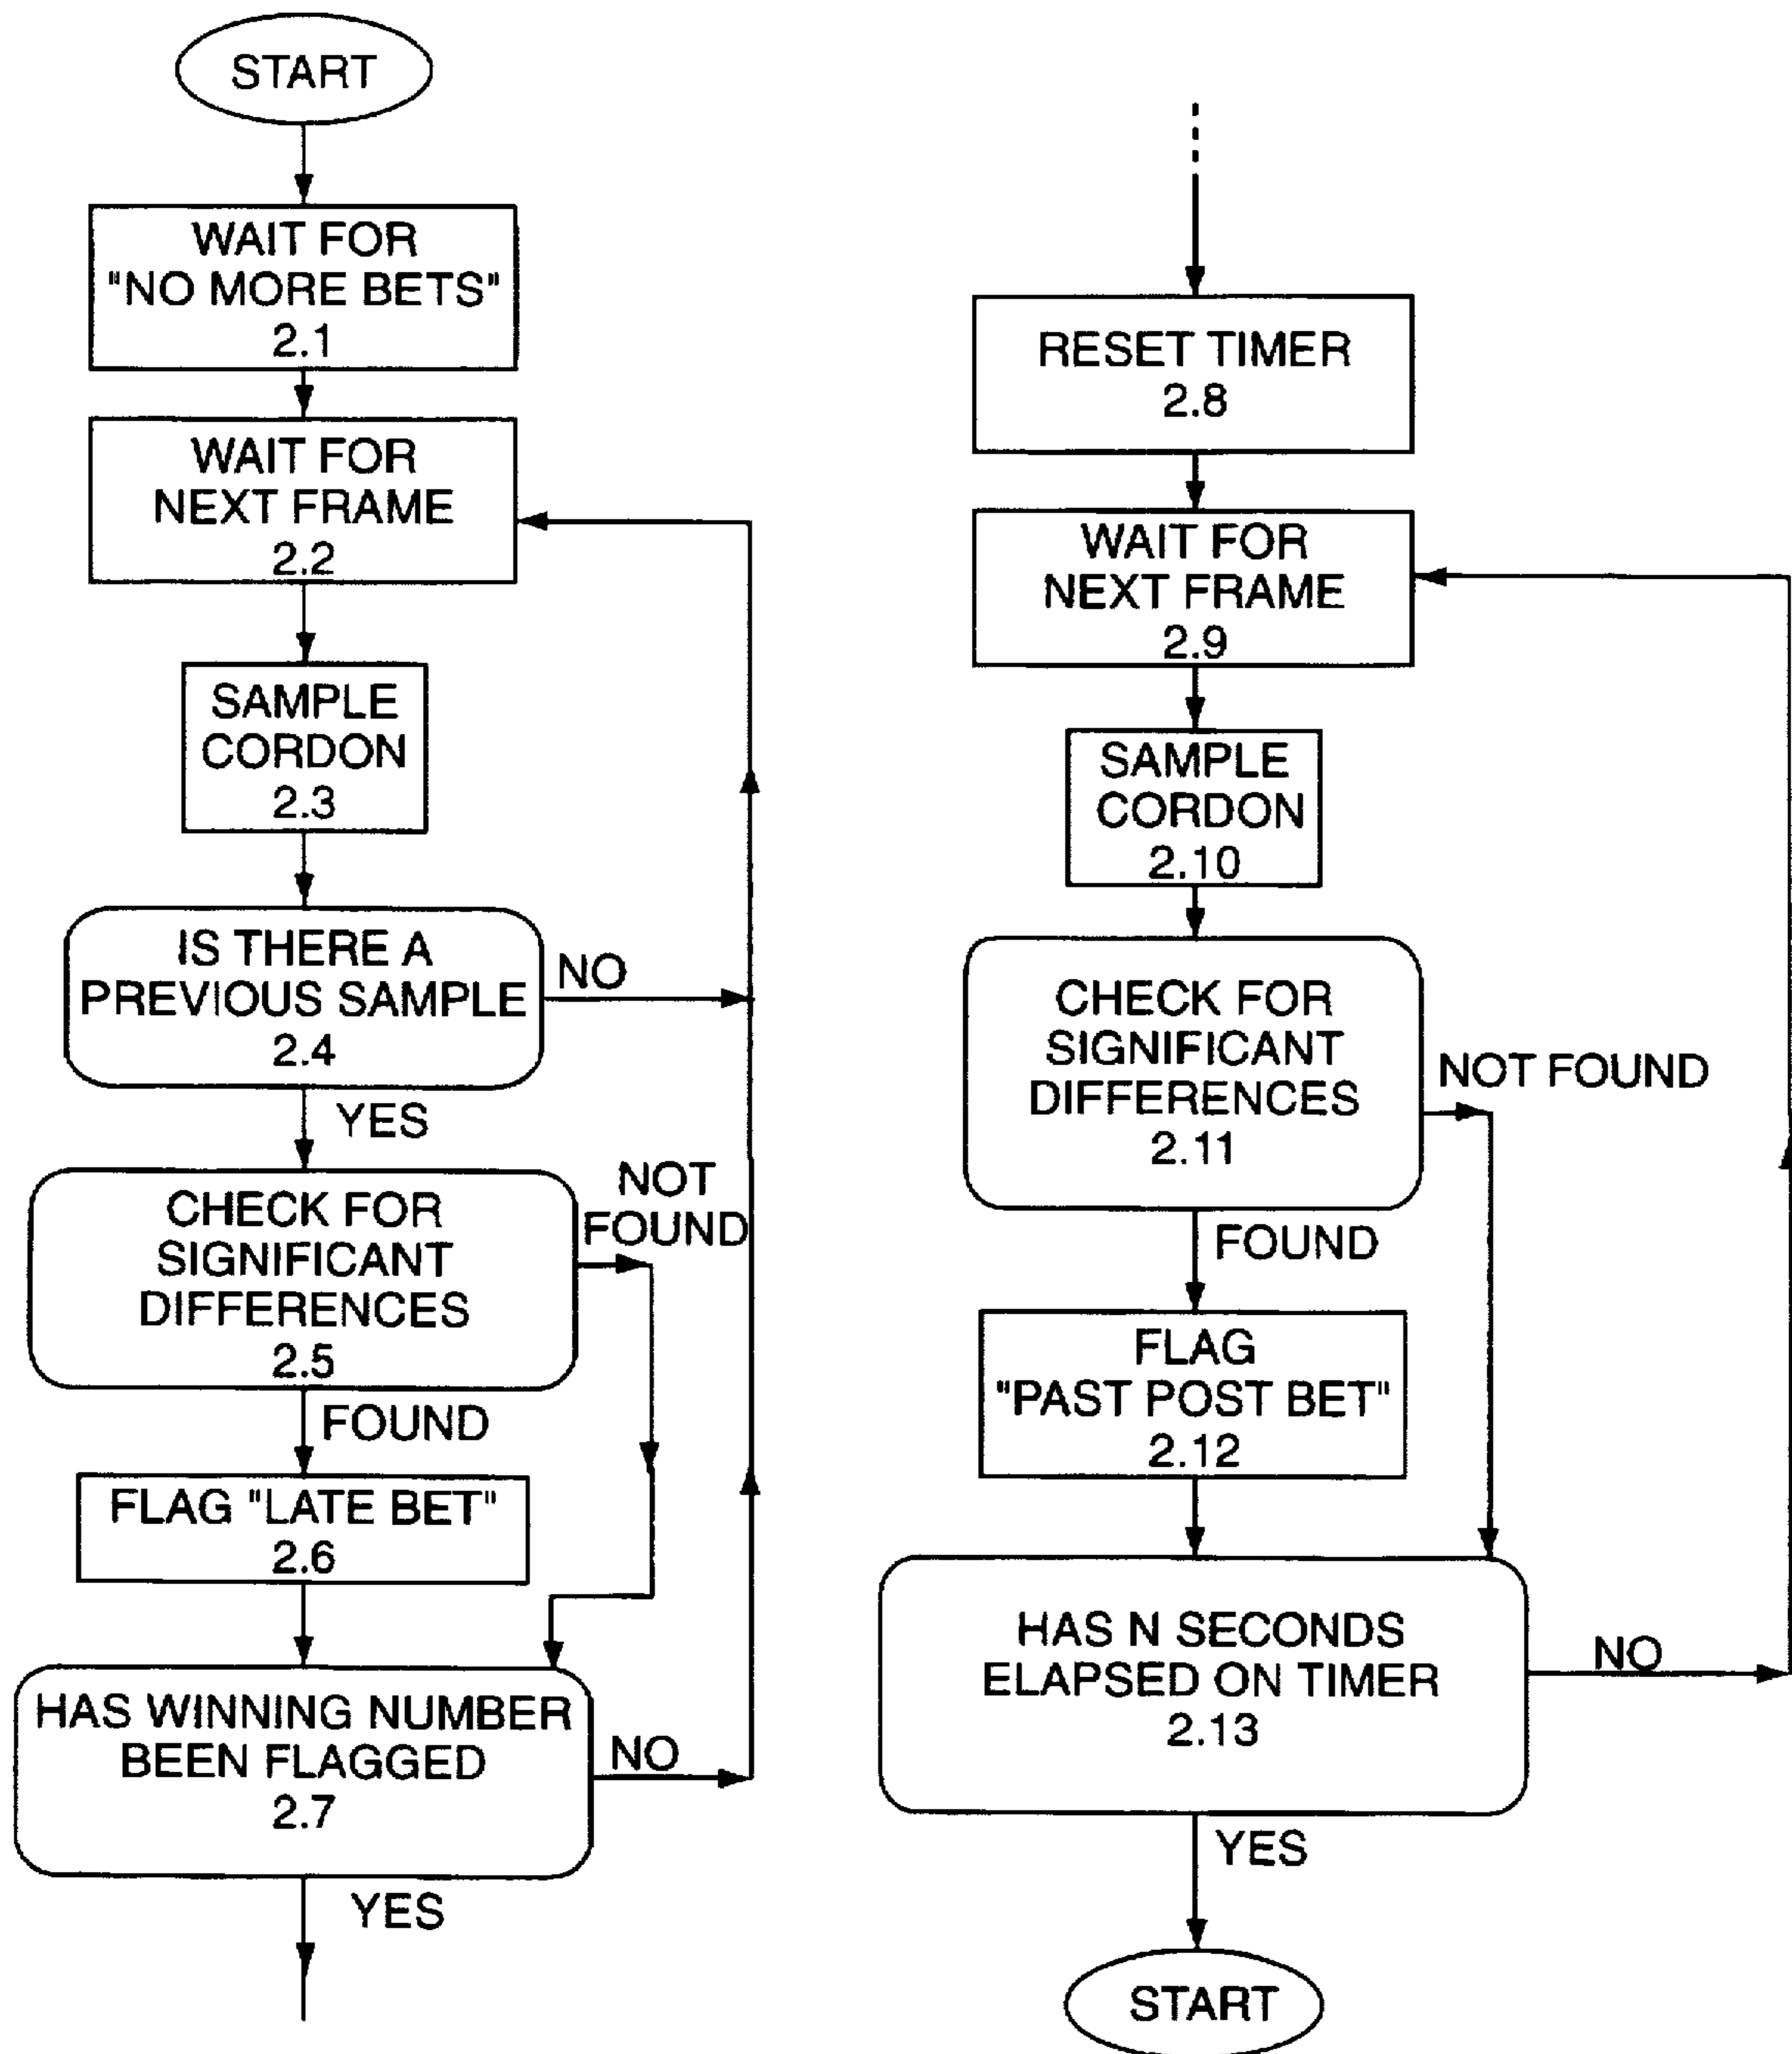 START
WAIT FOR
"NO MORE BETS"
2.1
WAIT FOR
NEXT FRAME
2.2
SAMPLE
CORDON
2.3
IS THERE A
PREVIOUS SAMPLE
2.4
NO
YES
CHECK FOR
SIGNIFICANT
DIFFERENCES
2.5
NOT
FOUND
FOUND
FLAG "LATE BET"
2.6
HAS WINNING NUMBER
BEEN FLAGGED
2.7
NO
YES
RESET TIMER
2.8
WAIT FOR
NEXT FRAME
2.9
SAMPLE
CORDON
2.10
CHECK FOR
SIGNIFICANT
DIFFERENCES
2.11
NOT FOUND
FOUND
FLAG
"PAST POST BET"
2.12
HAS N SECONDS
ELAPSED ON TIMER
2.13
NO
YES
START